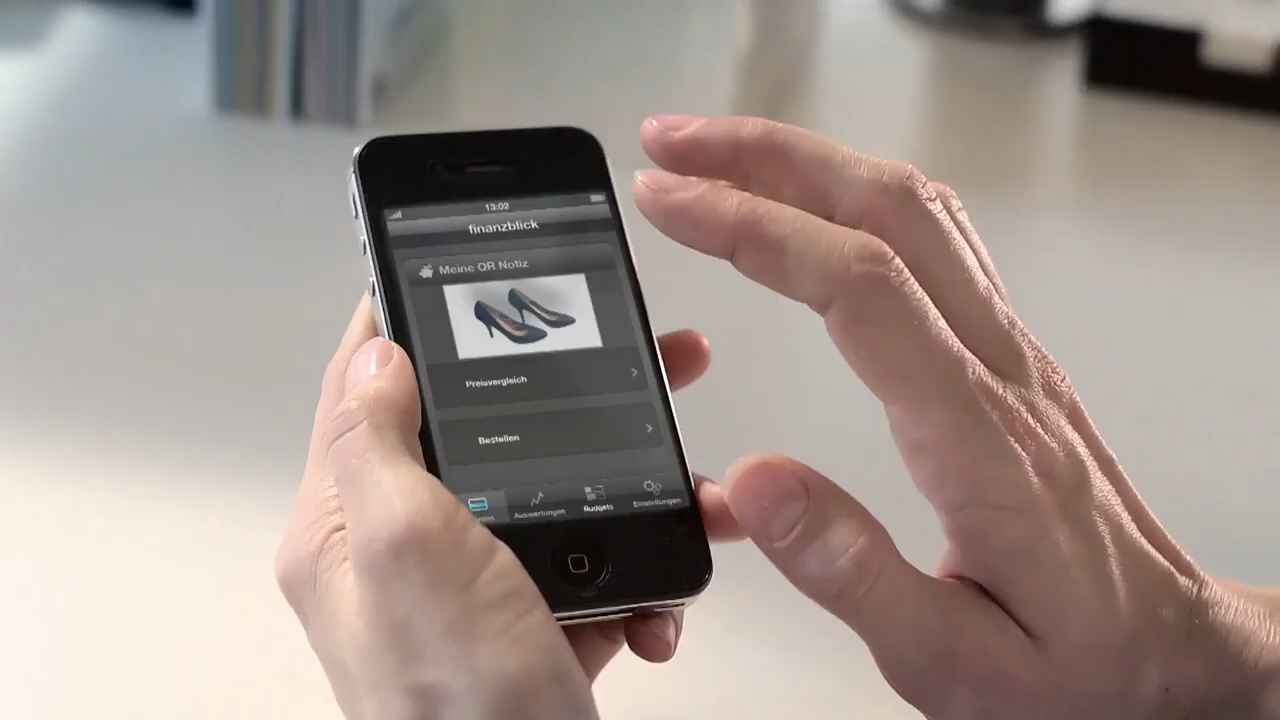 13:02
finanzblick
Meine QR Notiz
Preisvergleich
Bestellen
Auswertungen
Budgets
Einstellungen